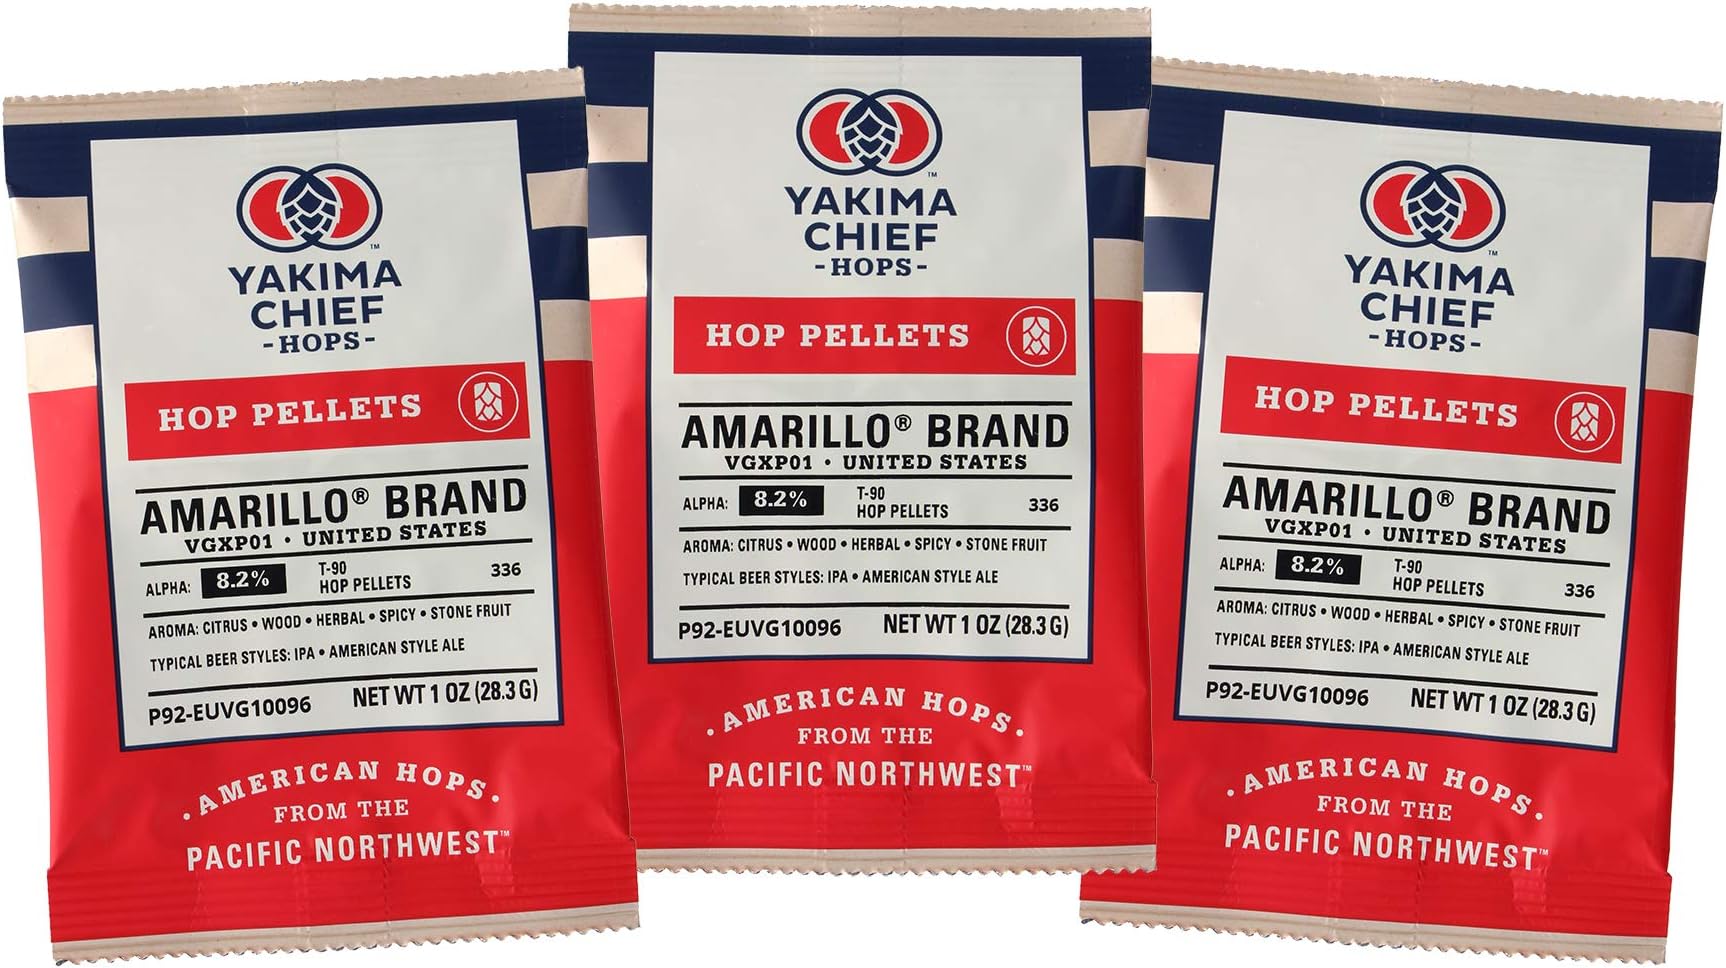 YAKIMA
CHIEF
-HOPS-
™
HOP PELLETS
AMARILLO® BRAND
VGXP01 • UNITED STATES
ALPHA: 8.2% T-90 336
HOP PELLETS
AROMA: CITRUS • WOOD • HERBAL • SPICY • STONE FRUIT
TYPICAL BEER STYLES: IPA • AMERICAN STYLE ALE
P92-EUVG10096 NET WT 1 OZ (28.3 G)
• AMERICAN HOPS •
FROM THE
PACIFIC NORTHWEST™
YAKIMA
CHIEF
-HOPS-
™
HOP PELLETS
AMARILLO® BRAND
VGXP01 • UNITED STATES
ALPHA: 8.2% T-90 336
HOP PELLETS
AROMA: CITRUS • WOOD • HERBAL • SPICY • STONE FRUIT
TYPICAL BEER STYLES: IPA • AMERICAN STYLE ALE
P92-EUVG10096 NET WT 1 OZ (28.3 G)
• AMERICAN HOPS •
FROM THE
PACIFIC NORTHWEST™
YAKIMA
CHIEF
-HOPS-
™
HOP PELLETS
AMARILLO® BRAND
VGXP01 • UNITED STATES
ALPHA: 8.2% T-90 336
HOP PELLETS
AROMA: CITRUS • WOOD • HERBAL • SPICY • STONE FRUIT
TYPICAL BEER STYLES: IPA • AMERICAN STYLE ALE
P92-EUVG10096 NET WT 1 OZ (28.3 G)
• AMERICAN HOPS •
FROM THE
PACIFIC NORTHWEST™